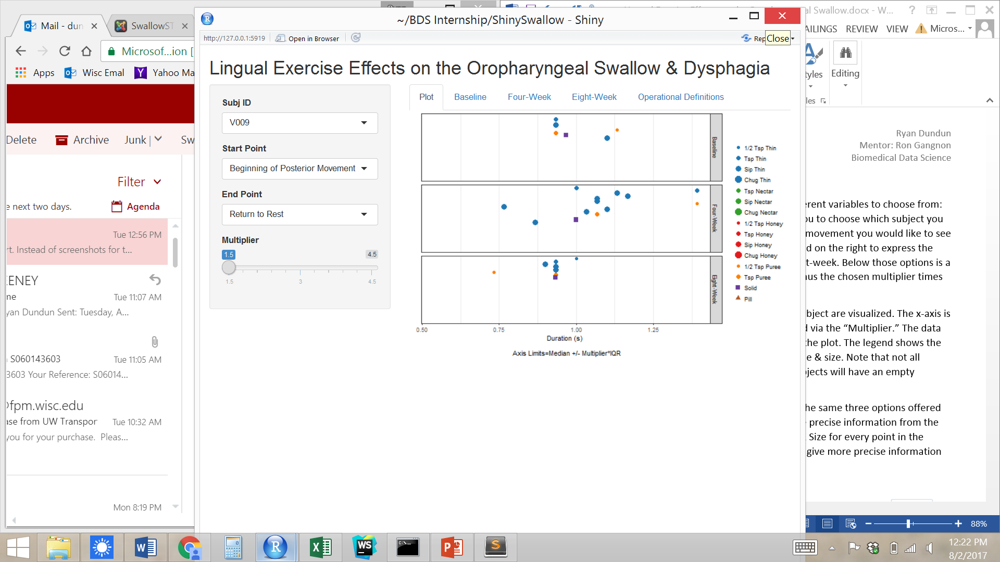 Mail - dun
SwallowST
~/BDS Internship/ShinySwallow - Shiny
al Swallow.docx - W...
http://127.0.0.1:5919
Open in Browser
Close
AILINGS REVIEW VIEW Micros...
Microsof...ion [
Apps
Wisc Emal
Yahoo Ma
Delete
Archive
Junk
Sw
Filter
e next two days.
Agenda
Tue 12:56 PM
rt. Instead of screenshots for t...
EENEY
me
Tue 11:07 AM
yan Dundun Sent: Tuesday, A...
S060143603
Tue 11:05 AM
3603 Your Reference: S06014...
@fpm.wisc.edu
ase from UW Transpor
Tue 10:32 AM
you for your purchase. Pleas...
Mon 8:19 PM
Lingual Exercise Effects on the Oropharyngeal Swallow & Dysphagia
Subj ID
V009
Start Point
Beginning of Posterior Movement
End Point
Return to Rest
Multiplier
1.5
4.5
1.5
3
4.5
Plot
Baseline
Four-Week
Eight-Week
Operational Definitions
Baseline
Four-Week
Eight-Week
0.50
0.75
1.00
1.25
Duration (s)
Axis Limits=Median +/- Multiplier*IQR
1/2 Tsp Thin
Tsp Thin
Sip Thin
Chug Thin
Tsp Nectar
Sip Nectar
Chug Nectar
1/2 Tsp Honey
Tsp Honey
Sip Honey
Chug Honey
1/2 Tsp Puree
Tsp Puree
Solid
Pill
tyles
Editing
les
Ryan Dundun
Mentor: Ron Gangnon
Biomedical Data Science
erent variables to choose from:
ou to choose which subject you
movement you would like to see
d on the right to express the
t-week. Below those options is a
nus the chosen multiplier times
bject are visualized. The x-axis is
d via the “Multiplier.” The data
the plot. The legend shows the
e & size. Note that not all
bjects will have an empty
he same three options offered
precise information from the
Size for every point in the
give more precise information
88%
12:22 PM
8/2/2017